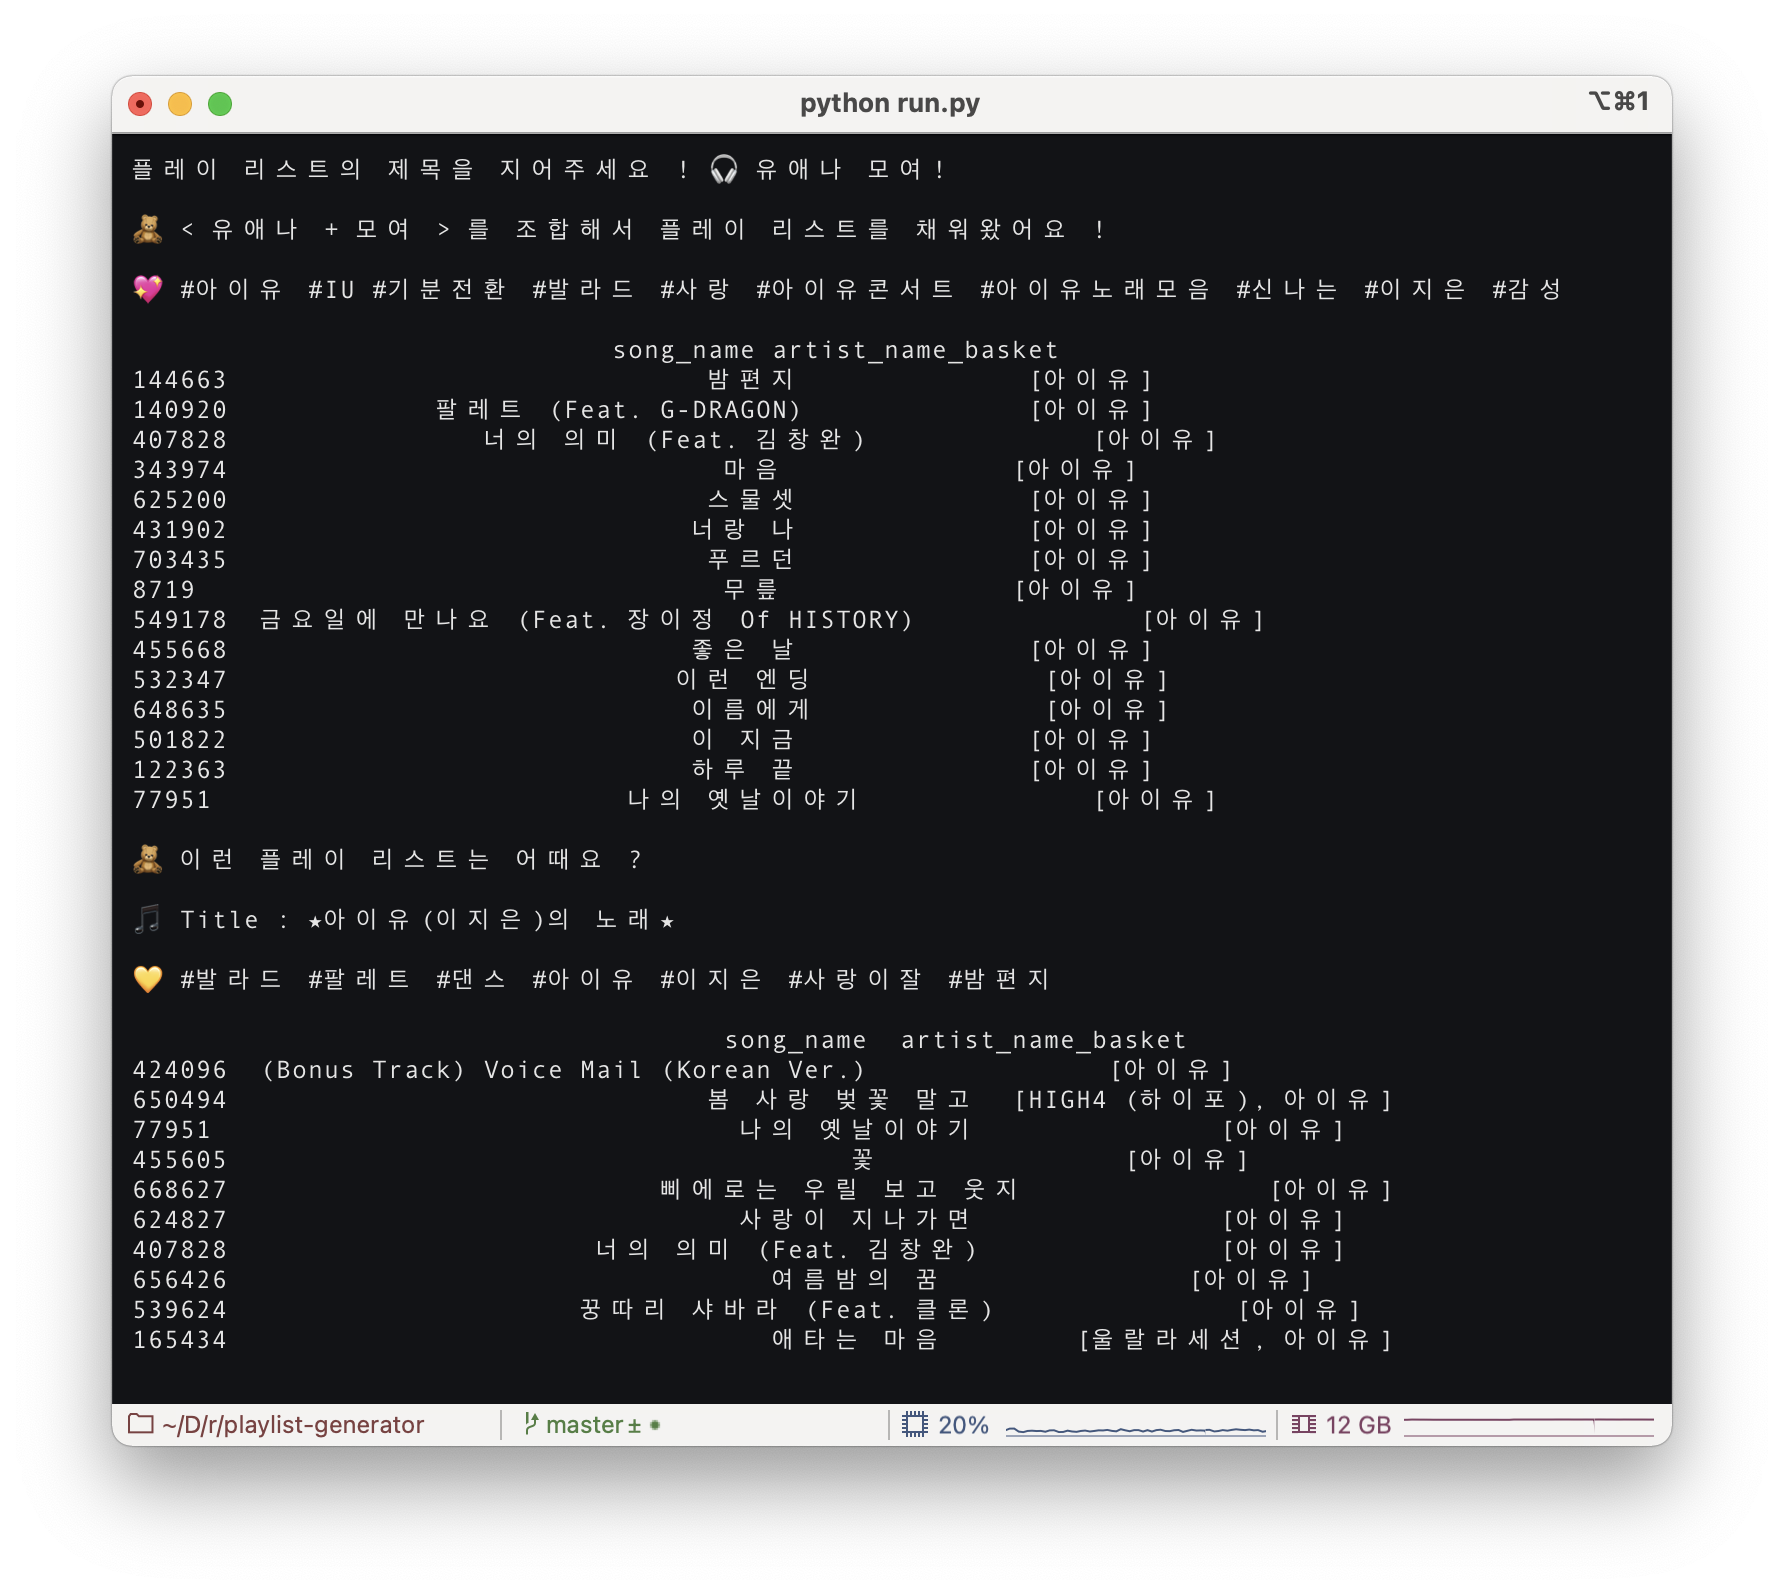 python run.py ⌥⌘1
플레이 리스트의 제목을 지어주세요 ! 🎧 유애나 모여!
🧸 < 유애나 + 모여 > 를 조합해서 플레이 리스트를 채워왔어요 !
💖 #아이유 #IU #기분전환 #발라드 #사랑 #아이유콘서트 #아이유노래모음 #신나는 #이지은 #감성
song_name artist_name_basket
144663 밤편지 [아이유]
140920 팔레트 (Feat. G-DRAGON) [아이유]
407828 너의 의미 (Feat. 김창완) [아이유]
343974 마음 [아이유]
625200 스물셋 [아이유]
431902 너랑 나 [아이유]
703435 푸르던 [아이유]
8719 무릎 [아이유]
549178 금요일에 만나요 (Feat. 장이정 Of HISTORY) [아이유]
455668 좋은 날 [아이유]
532347 이런 엔딩 [아이유]
648635 이름에게 [아이유]
501822 이 지금 [아이유]
122363 하루 끝 [아이유]
77951 나의 옛날이야기 [아이유]
🧸 이런 플레이 리스트는 어때요 ?
🎵 Title : ★아이유(이지은)의 노래★
💛 #발라드 #팔레트 #댄스 #아이유 #이지은 #사랑이잘 #밤편지
song_name artist_name_basket
424096 (Bonus Track) Voice Mail (Korean Ver.) [아이유]
650494 봄 사랑 벚꽃 말고 [HIGH4 (하이포), 아이유]
77951 나의 옛날이야기 [아이유]
455605 꽃 [아이유]
668627 삐에로는 우릴 보고 웃지 [아이유]
624827 사랑이 지나가면 [아이유]
407828 너의 의미 (Feat. 김창완) [아이유]
656426 여름밤의 꿈 [아이유]
539624 꿍따리 샤바라 (Feat. 클론) [아이유]
165434 애타는 마음 [울랄라세션, 아이유]
~/D/r/playlist-generator master ± ● 20% 12 GB